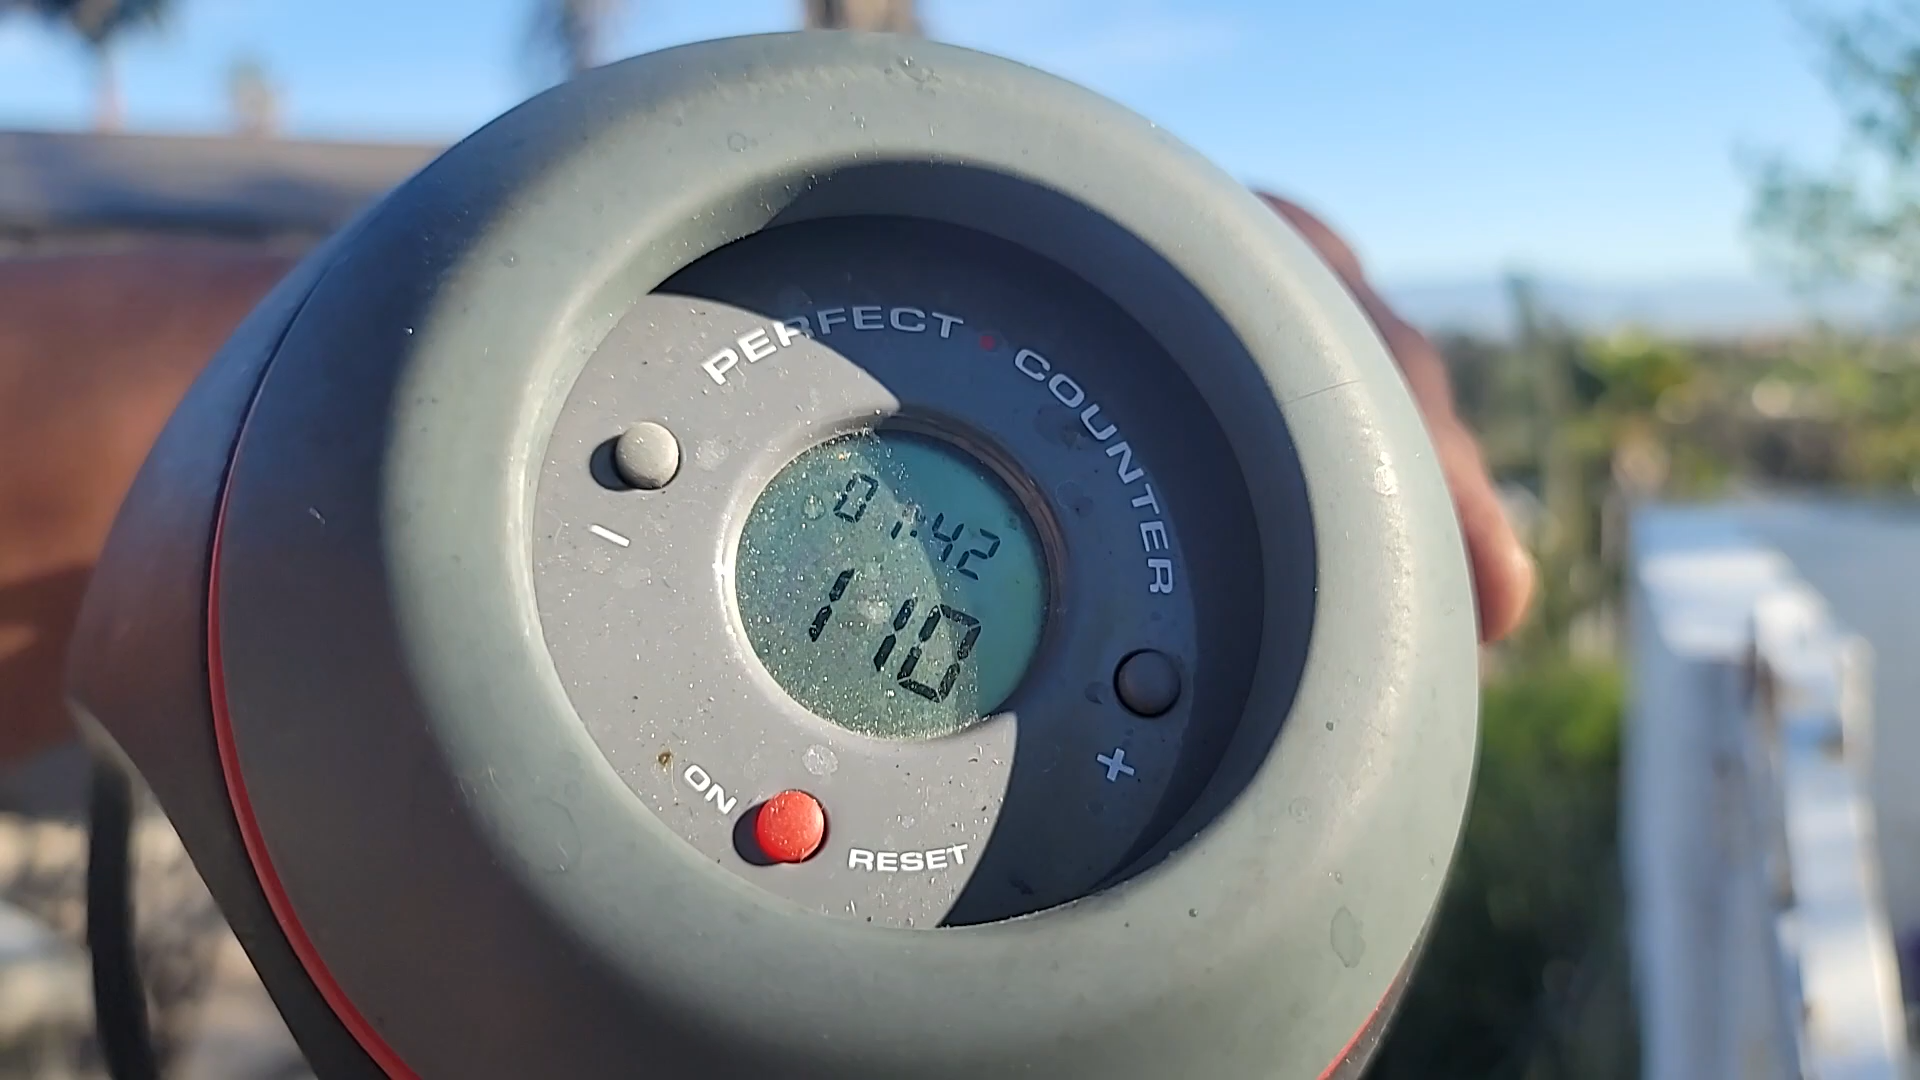 PERFECT • COUNTER
01:42
110
−
+
ON
RESET